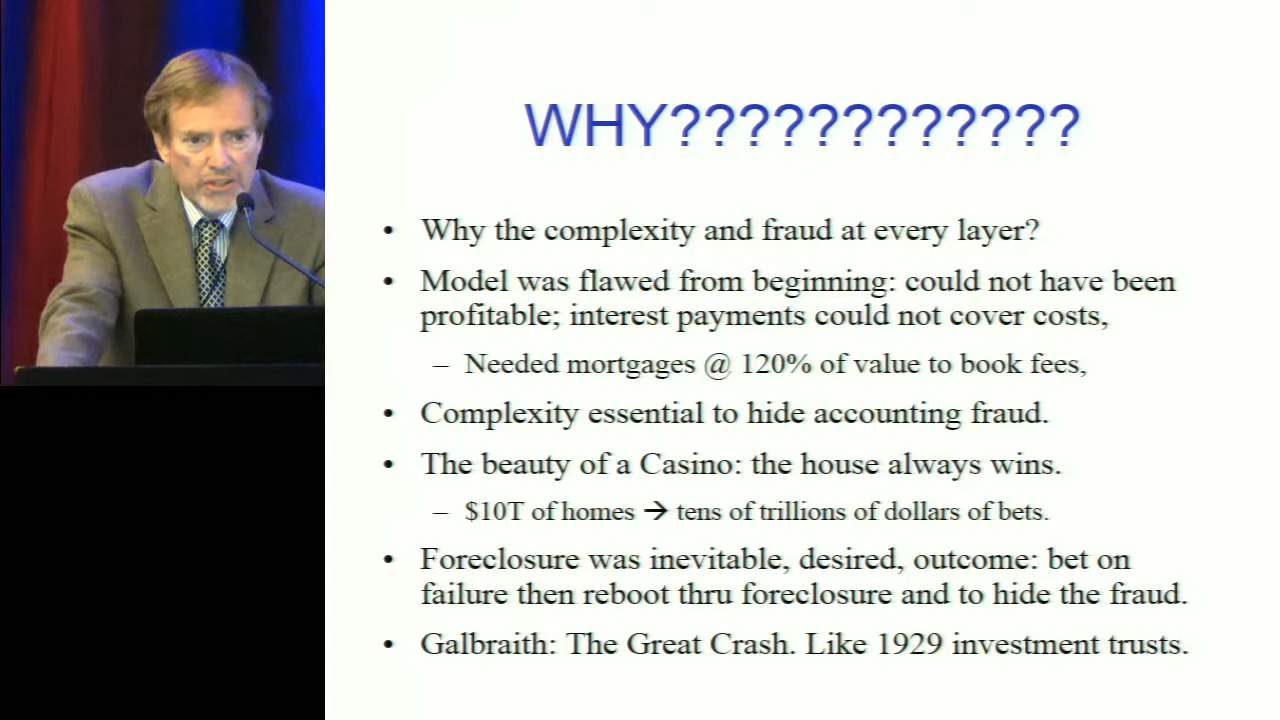 WHY????????????
• Why the complexity and fraud at every layer?
• Model was flawed from beginning: could not have been
profitable; interest payments could not cover costs,
– Needed mortgages @ 120% of value to book fees,
• Complexity essential to hide accounting fraud.
• The beauty of a Casino: the house always wins.
– $10T of homes → tens of trillions of dollars of bets.
• Foreclosure was inevitable, desired, outcome: bet on
failure then reboot thru foreclosure and to hide the fraud.
• Galbraith: The Great Crash. Like 1929 investment trusts.